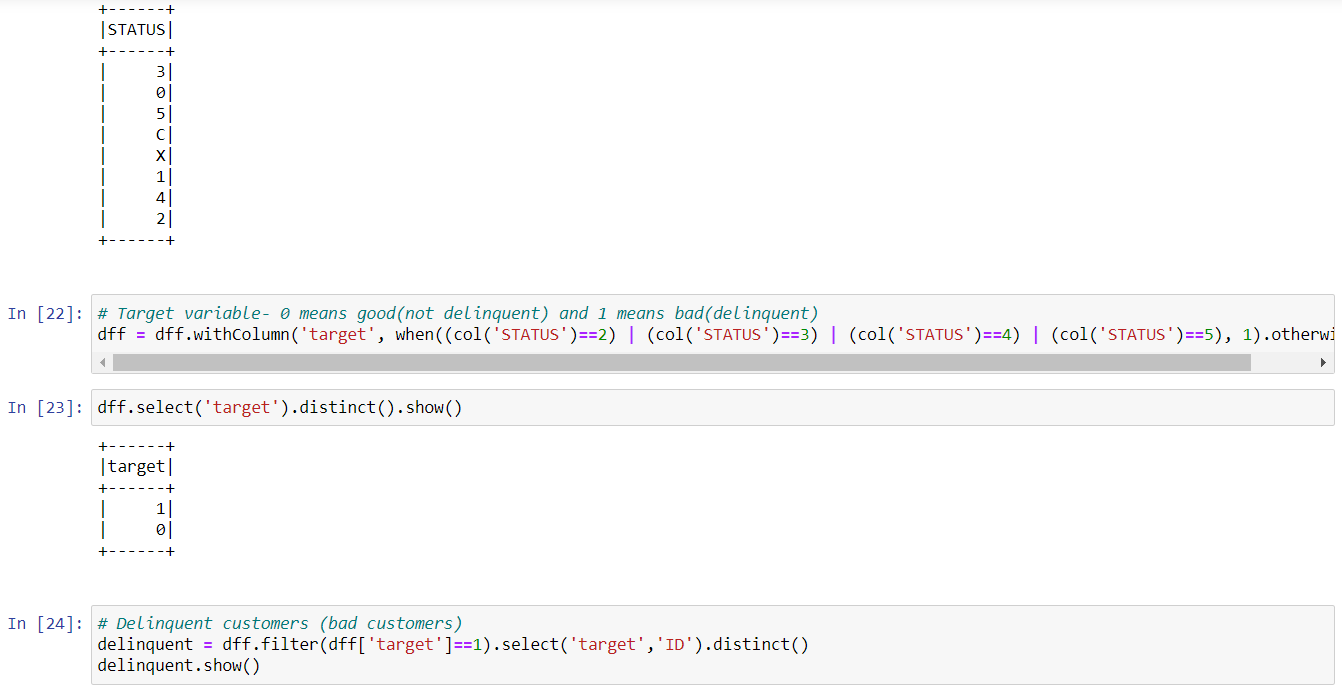 +------+
|STATUS|
+------+
|     3|
|     0|
|     5|
|     C|
|     X|
|     1|
|     4|
|     2|
+------+
In [22]: # Target variable- 0 means good(not delinquent) and 1 means bad(delinquent)
dff = dff.withColumn('target', when((col('STATUS')==2) | (col('STATUS')==3) | (col('STATUS')==4) | (col('STATUS')==5), 1).otherwi
In [23]: dff.select('target').distinct().show()
+------+
|target|
+------+
|     1|
|     0|
+------+
In [24]: # Delinquent customers (bad customers)
delinquent = dff.filter(dff['target']==1).select('target','ID').distinct()
delinquent.show()